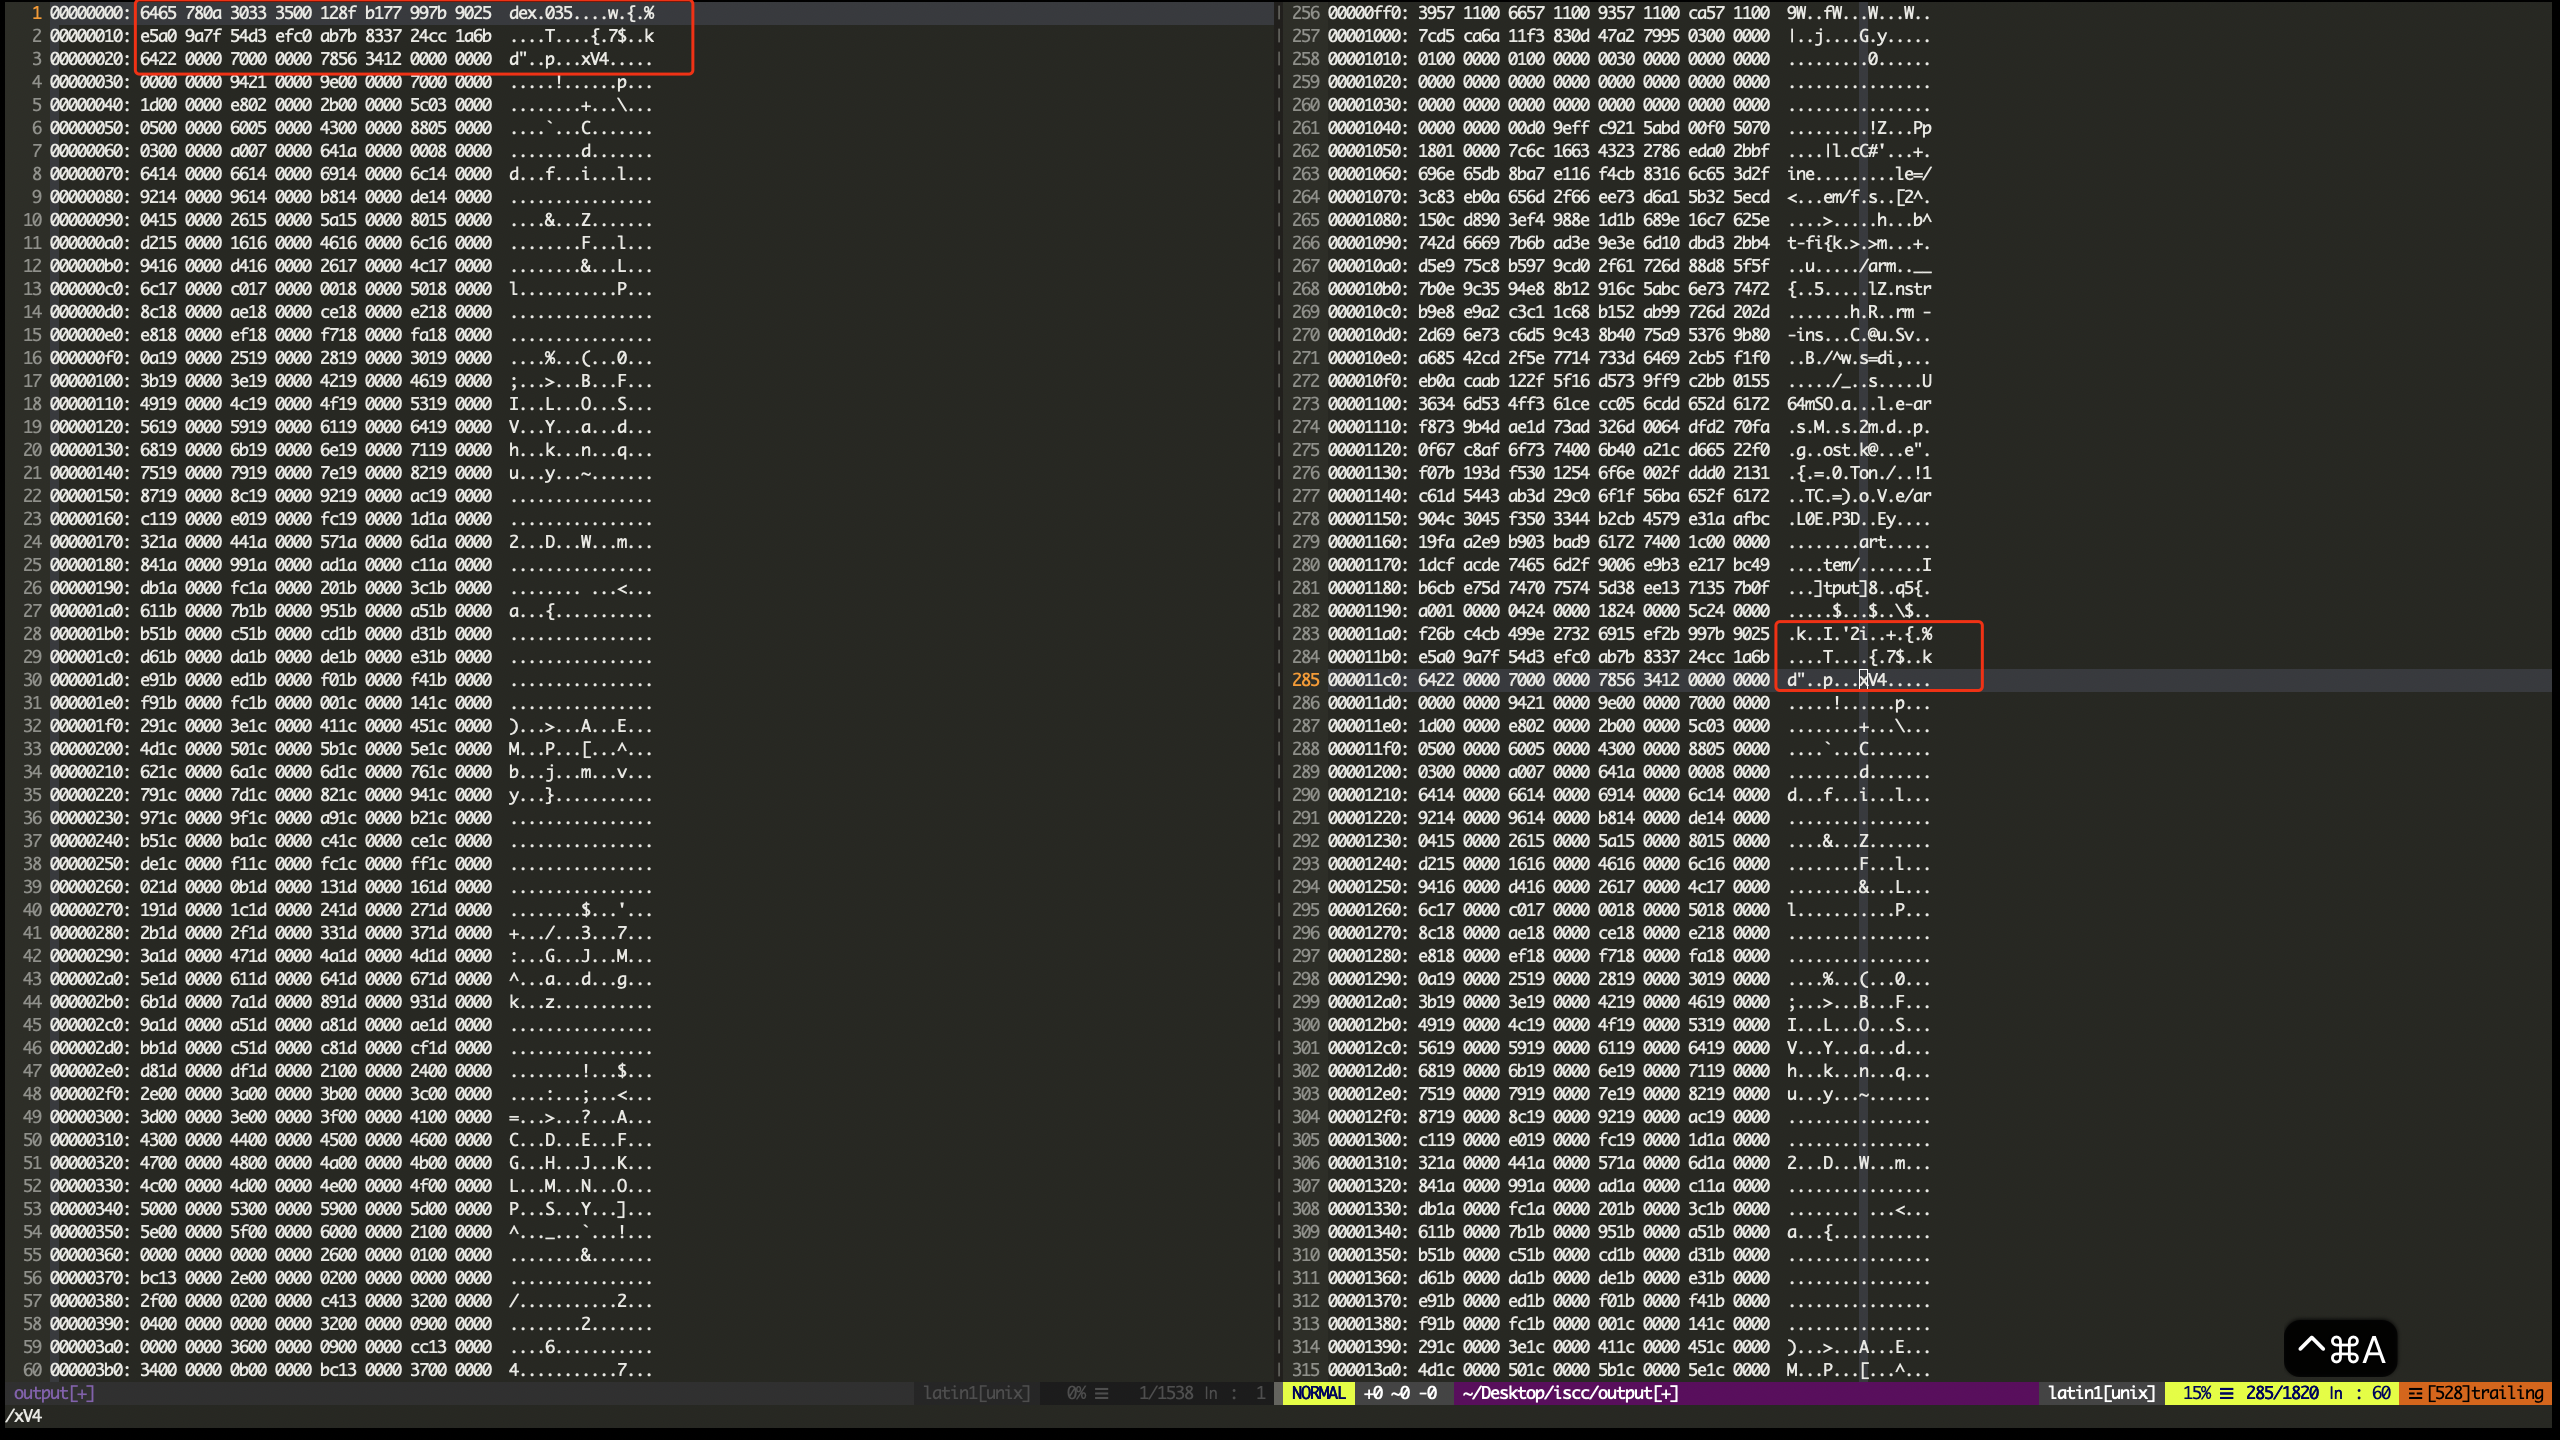 1 00000000: 6465 780a 3033 3500 128f b177 997b 9025 dex.035....w.{.%
2 00000010: e5a0 9a7f 54d3 efc0 ab7b 8337 24cc 1a6b ....T....{.7$..k
3 00000020: 6422 0000 7000 0000 7856 3412 0000 0000 d"..p...xV4.....
4 00000030: 0000 0000 9421 0000 9e00 0000 7000 0000 .....!......p...
5 00000040: 1d00 0000 e802 0000 2b00 0000 5c03 0000 ........+...\...
6 00000050: 0500 0000 6005 0000 4300 0000 8805 0000 ....`...C.......
7 00000060: 0300 0000 a007 0000 641a 0000 0008 0000 ........d.......
8 00000070: 6414 0000 6614 0000 6914 0000 6c14 0000 d...f...i...l...
9 00000080: 9214 0000 9614 0000 b814 0000 de14 0000 ................
10 00000090: 0415 0000 2615 0000 5a15 0000 8015 0000 ....&...Z.......
11 000000a0: d215 0000 1616 0000 4616 0000 6c16 0000 ........F...l...
12 000000b0: 9416 0000 d416 0000 2617 0000 4c17 0000 ........&...L...
13 000000c0: 6c17 0000 c017 0000 0018 0000 5018 0000 l...........P...
14 000000d0: 8c18 0000 ae18 0000 ce18 0000 e218 0000 ................
15 000000e0: e818 0000 ef18 0000 f718 0000 fa18 0000 ................
16 000000f0: 0a19 0000 2519 0000 2819 0000 3019 0000 ....%...(...0...
17 00000100: 3b19 0000 3e19 0000 4219 0000 4619 0000 ;...>...B...F...
18 00000110: 4919 0000 4c19 0000 4f19 0000 5319 0000 I...L...O...S...
19 00000120: 5619 0000 5919 0000 6119 0000 6419 0000 V...Y...a...d...
20 00000130: 6819 0000 6b19 0000 6e19 0000 7119 0000 h...k...n...q...
21 00000140: 7519 0000 7919 0000 7e19 0000 8219 0000 u...y...~.......
22 00000150: 8719 0000 8c19 0000 9219 0000 ac19 0000 ................
23 00000160: c119 0000 e019 0000 fc19 0000 1d1a 0000 ................
24 00000170: 321a 0000 441a 0000 571a 0000 6d1a 0000 2...D...W...m...
25 00000180: 841a 0000 991a 0000 ad1a 0000 c11a 0000 ................
26 00000190: db1a 0000 fc1a 0000 201b 0000 3c1b 0000 ........ ...<...
27 000001a0: 611b 0000 7b1b 0000 951b 0000 a51b 0000 a...{...........
28 000001b0: b51b 0000 c51b 0000 cd1b 0000 d31b 0000 ................
29 000001c0: d61b 0000 da1b 0000 de1b 0000 e31b 0000 ................
30 000001d0: e91b 0000 ed1b 0000 f01b 0000 f41b 0000 ................
31 000001e0: f91b 0000 fc1b 0000 001c 0000 141c 0000 ................
32 000001f0: 291c 0000 3e1c 0000 411c 0000 451c 0000 )...>...A...E...
33 00000200: 4d1c 0000 501c 0000 5b1c 0000 5e1c 0000 M...P...[...^...
34 00000210: 621c 0000 6a1c 0000 6d1c 0000 761c 0000 b...j...m...v...
35 00000220: 791c 0000 7d1c 0000 821c 0000 941c 0000 y...}...........
36 00000230: 971c 0000 9f1c 0000 a91c 0000 b21c 0000 ................
37 00000240: b51c 0000 ba1c 0000 c41c 0000 ce1c 0000 ................
38 00000250: de1c 0000 f11c 0000 fc1c 0000 ff1c 0000 ................
39 00000260: 021d 0000 0b1d 0000 131d 0000 161d 0000 ................
40 00000270: 191d 0000 1c1d 0000 241d 0000 271d 0000 ........$...'...
41 00000280: 2b1d 0000 2f1d 0000 331d 0000 371d 0000 +.../...3...7...
42 00000290: 3a1d 0000 471d 0000 4a1d 0000 4d1d 0000 :...G...J...M...
43 000002a0: 5e1d 0000 611d 0000 641d 0000 671d 0000 ^...a...d...g...
44 000002b0: 6b1d 0000 7a1d 0000 891d 0000 931d 0000 k...z...........
45 000002c0: 9a1d 0000 a51d 0000 a81d 0000 ae1d 0000 ................
46 000002d0: bb1d 0000 c51d 0000 c81d 0000 cf1d 0000 ................
47 000002e0: d81d 0000 df1d 0000 2100 0000 2400 0000 ........!...$...
48 000002f0: 2e00 0000 3a00 0000 3b00 0000 3c00 0000 ....:...;...<...
49 00000300: 3d00 0000 3e00 0000 3f00 0000 4100 0000 =...>...?...A...
50 00000310: 4300 0000 4400 0000 4500 0000 4600 0000 C...D...E...F...
51 00000320: 4700 0000 4800 0000 4a00 0000 4b00 0000 G...H...J...K...
52 00000330: 4c00 0000 4d00 0000 4e00 0000 4f00 0000 L...M...N...O...
53 00000340: 5000 0000 5300 0000 5900 0000 5d00 0000 P...S...Y...]...
54 00000350: 5e00 0000 5f00 0000 6000 0000 2100 0000 ^..._...`...!...
55 00000360: 0000 0000 0000 0000 2600 0000 0100 0000 ........&.......
56 00000370: bc13 0000 2e00 0000 0200 0000 0000 0000 ................
57 00000380: 2f00 0000 0200 0000 c413 0000 3200 0000 /...........2...
58 00000390: 0400 0000 0000 0000 3200 0000 0900 0000 ........2.......
59 000003a0: 0000 0000 3600 0000 0900 0000 cc13 0000 ....6...........
60 000003b0: 3400 0000 0b00 0000 bc13 0000 3700 0000 4...........7...
output[+] latin1[unix] 0% ☰ 1/1538 ln : 1
/xV4
256 00000ff0: 3957 1100 6657 1100 9357 1100 ca57 1100 9W..fW...W...W..
257 00001000: 7cd5 ca6a 11f3 830d 47a2 7995 0300 0000 |..j....G.y.....
258 00001010: 0100 0000 0100 0000 0030 0000 0000 0000 .........0......
259 00001020: 0000 0000 0000 0000 0000 0000 0000 0000 ................
260 00001030: 0000 0000 0000 0000 0000 0000 0000 0000 ................
261 00001040: 0000 0000 00d0 9eff c921 5abd 00f0 5070 .........!Z...Pp
262 00001050: 1801 0000 7c6c 1663 4323 2786 eda0 2bbf ....|l.cC#'...+.
263 00001060: 696e 65db 8ba7 e116 f4cb 8316 6c65 3d2f ine.........le=/
264 00001070: 3c83 eb0a 656d 2f66 ee73 d6a1 5b32 5ecd <...em/f.s..[2^.
265 00001080: 150c d890 3ef4 988e 1d1b 689e 16c7 625e ....>.....h...b^
266 00001090: 742d 6669 7b6b ad3e 9e3e 6d10 dbd3 2bb4 t-fi{k.>.>m...+.
267 000010a0: d5e9 75c8 b597 9cd0 2f61 726d 88d8 5f5f ..u...../arm..__
268 000010b0: 7b0e 9c35 94e8 8b12 916c 5abc 6e73 7472 {..5.....lZ.nstr
269 000010c0: b9e8 e9a2 c3c1 1c68 b152 ab99 726d 202d .......h.R..rm -
270 000010d0: 2d69 6e73 c6d5 9c43 8b40 75a9 5376 9b80 -ins...C.@u.Sv..
271 000010e0: a685 42cd 2f5e 7714 733d 6469 2cb5 f1f0 ..B./^w.s=di,...
272 000010f0: eb0a caab 122f 5f16 d573 9ff9 c2bb 0155 ...../_..s.....U
273 00001100: 3634 6d53 4ff3 61ce cc05 6cdd 652d 6172 64mSO.a...l.e-ar
274 00001110: f873 9b4d ae1d 73ad 326d 0064 dfd2 70fa .s.M..s.2m.d..p.
275 00001120: 0f67 c8af 6f73 7400 6b40 a21c d665 22f0 .g..ost.k@...e".
276 00001130: f07b 193d f530 1254 6f6e 002f ddd0 2131 .{.=.0.Ton./..!1
277 00001140: c61d 5443 ab3d 29c0 6f1f 56ba 652f 6172 ..TC.=).o.V.e/ar
278 00001150: 904c 3045 f350 3344 b2cb 4579 e31a afbc .L0E.P3D..Ey....
279 00001160: 19fa a2e9 b903 bad9 6172 7400 1c00 0000 ........art.....
280 00001170: 1dcf acde 7465 6d2f 9006 e9b3 e217 bc49 ....tem/.......I
281 00001180: b6cb e75d 7470 7574 5d38 ee13 7135 7b0f ...]tput]8..q5{.
282 00001190: a001 0000 0424 0000 1824 0000 5c24 0000 .....$...$..\$..
283 000011a0: f26b c4cb 499e 2732 6915 ef2b 997b 9025 .k..I.'2i..+.{.%
284 000011b0: e5a0 9a7f 54d3 efc0 ab7b 8337 24cc 1a6b ....T....{.7$..k
285 000011c0: 6422 0000 7000 0000 7856 3412 0000 0000 d"..p...xV4.....
286 000011d0: 0000 0000 9421 0000 9e00 0000 7000 0000 .....!......p...
287 000011e0: 1d00 0000 e802 0000 2b00 0000 5c03 0000 ........+...\...
288 000011f0: 0500 0000 6005 0000 4300 0000 8805 0000 ....`...C.......
289 00001200: 0300 0000 a007 0000 641a 0000 0008 0000 ........d.......
290 00001210: 6414 0000 6614 0000 6914 0000 6c14 0000 d...f...i...l...
291 00001220: 9214 0000 9614 0000 b814 0000 de14 0000 ................
292 00001230: 0415 0000 2615 0000 5a15 0000 8015 0000 ....&...Z.......
293 00001240: d215 0000 1616 0000 4616 0000 6c16 0000 ........F...l...
294 00001250: 9416 0000 d416 0000 2617 0000 4c17 0000 ........&...L...
295 00001260: 6c17 0000 c017 0000 0018 0000 5018 0000 l...........P...
296 00001270: 8c18 0000 ae18 0000 ce18 0000 e218 0000 ................
297 00001280: e818 0000 ef18 0000 f718 0000 fa18 0000 ................
298 00001290: 0a19 0000 2519 0000 2819 0000 3019 0000 ....%...(...0...
299 000012a0: 3b19 0000 3e19 0000 4219 0000 4619 0000 ;...>...B...F...
300 000012b0: 4919 0000 4c19 0000 4f19 0000 5319 0000 I...L...O...S...
301 000012c0: 5619 0000 5919 0000 6119 0000 6419 0000 V...Y...a...d...
302 000012d0: 6819 0000 6b19 0000 6e19 0000 7119 0000 h...k...n...q...
303 000012e0: 7519 0000 7919 0000 7e19 0000 8219 0000 u...y...~.......
304 000012f0: 8719 0000 8c19 0000 9219 0000 ac19 0000 ................
305 00001300: c119 0000 e019 0000 fc19 0000 1d1a 0000 ................
306 00001310: 321a 0000 441a 0000 571a 0000 6d1a 0000 2...D...W...m...
307 00001320: 841a 0000 991a 0000 ad1a 0000 c11a 0000 ................
308 00001330: db1a 0000 fc1a 0000 201b 0000 3c1b 0000 ........ ...<...
309 00001340: 611b 0000 7b1b 0000 951b 0000 a51b 0000 a...{...........
310 00001350: b51b 0000 c51b 0000 cd1b 0000 d31b 0000 ................
311 00001360: d61b 0000 da1b 0000 de1b 0000 e31b 0000 ................
312 00001370: e91b 0000 ed1b 0000 f01b 0000 f41b 0000 ................
313 00001380: f91b 0000 fc1b 0000 001c 0000 141c 0000 ................
314 00001390: 291c 0000 3e1c 0000 411c 0000 451c 0000 )...>...A...E...
315 000013a0: 4d1c 0000 501c 0000 5b1c 0000 5e1c 0000 M...P...[...^...
^⌘A
NORMAL +0 ~0 -0 ~/Desktop/iscc/output[+] latin1[unix] 15% ☰ 285/1820 ln : 60 ☲ [528]trailing